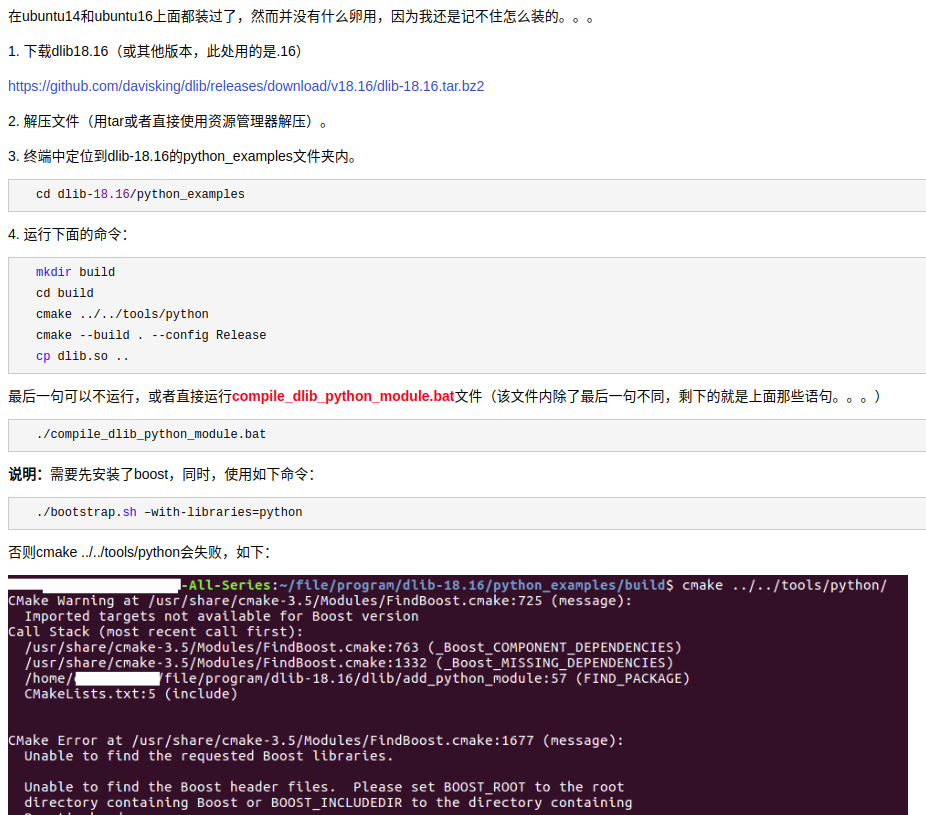 在ubuntu14和ubuntu16上面都装过了，然而并没有什么卵用，因为我还是记不住怎么装的。。。
1. 下载dlib18.16（或其他版本，此处用的是.16）
https://github.com/davisking/dlib/releases/download/v18.16/dlib-18.16.tar.bz2
2. 解压文件（用tar或者直接使用资源管理器解压）。
3. 终端中定位到dlib-18.16的python_examples文件夹内。
cd dlib-18.16/python_examples
4. 运行下面的命令：
mkdir build
cd build
cmake ../../tools/python
cmake --build . --config Release
cp dlib.so ..
最后一句可以不运行，或者直接运行compile_dlib_python_module.bat文件（该文件内除了最后一句不同，剩下的就是上面那些语句。。。）
./compile_dlib_python_module.bat
说明：需要先安装了boost，同时，使用如下命令：
./bootstrap.sh –with-libraries=python
否则cmake ../../tools/python会失败，如下：
-All-Series:~/file/program/dlib-18.16/python_examples/build$ cmake ../../tools/python/
CMake Warning at /usr/share/cmake-3.5/Modules/FindBoost.cmake:725 (message):
Imported targets not available for Boost version
Call Stack (most recent call first):
/usr/share/cmake-3.5/Modules/FindBoost.cmake:763 (_Boost_COMPONENT_DEPENDENCIES)
/usr/share/cmake-3.5/Modules/FindBoost.cmake:1332 (_Boost_MISSING_DEPENDENCIES)
/home/ /file/program/dlib-18.16/dlib/add_python_module:57 (FIND_PACKAGE)
CMakeLists.txt:5 (include)
CMake Error at /usr/share/cmake-3.5/Modules/FindBoost.cmake:1677 (message):
Unable to find the requested Boost libraries.
Unable to find the Boost header files. Please set BOOST_ROOT to the root
directory containing Boost or BOOST_INCLUDEDIR to the directory containing